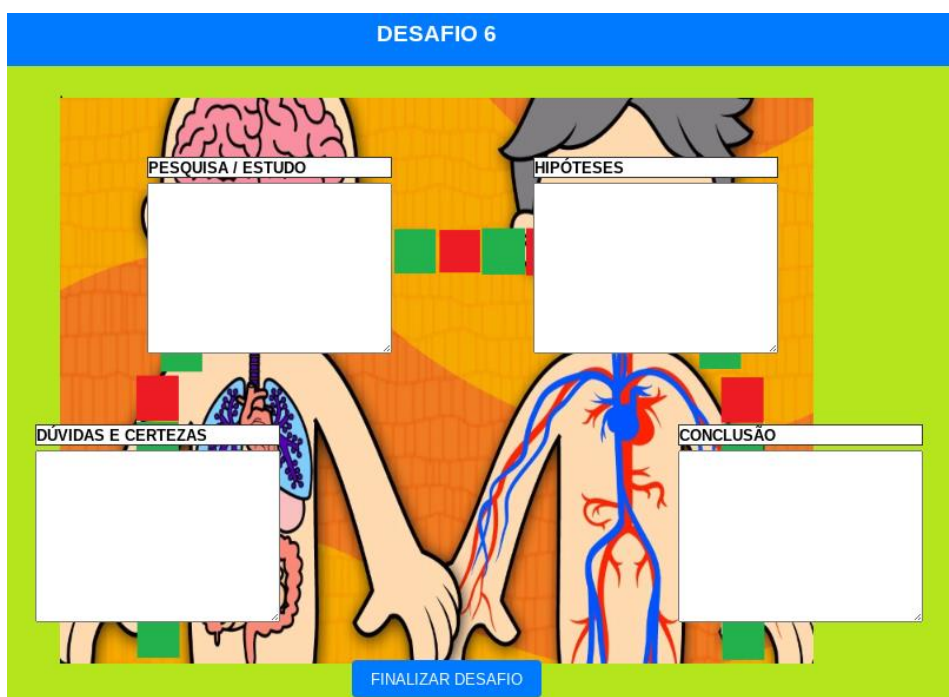 DESAFIO 6
PESQUISA / ESTUDO
HIPÓTESES
DÚVIDAS E CERTEZAS
CONCLUSÃO
FINALIZAR DESAFIO